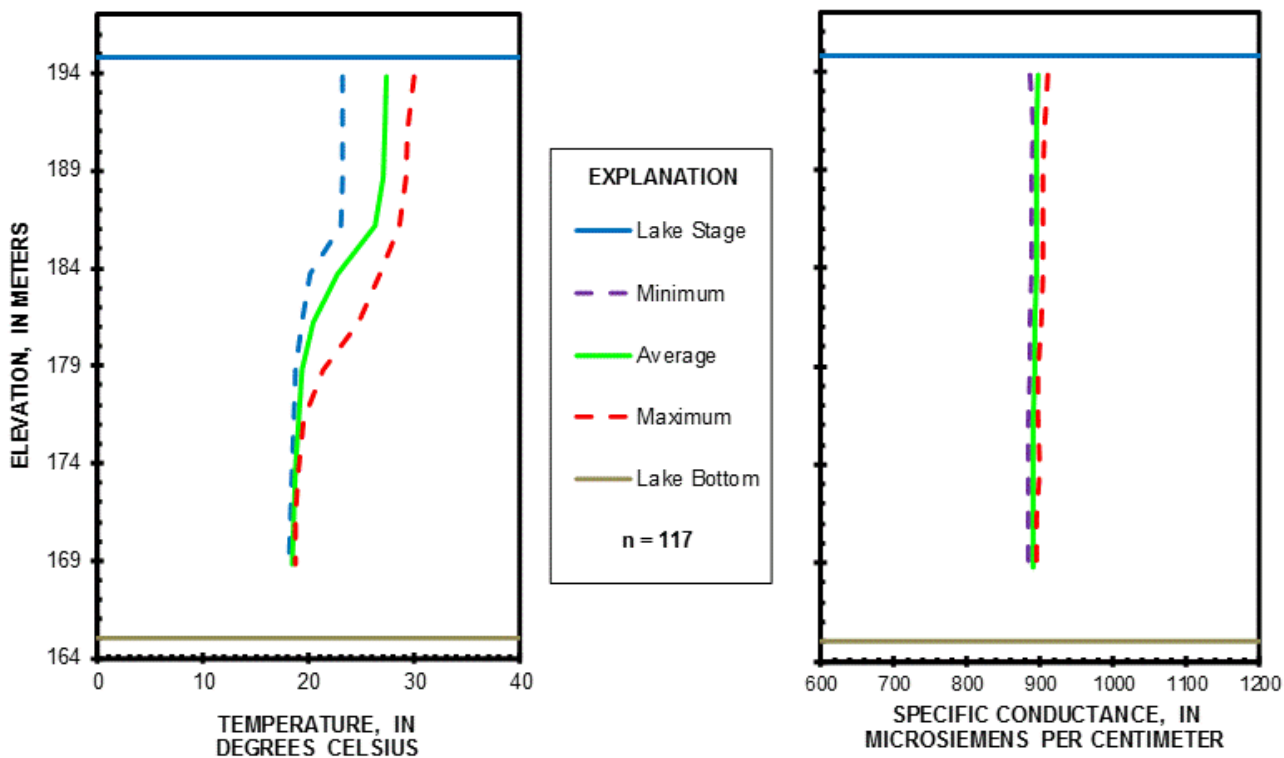 194
189
184
179
174
169
164
ELEVATION, IN METERS
0 10 20 30 40
TEMPERATURE, IN
DEGREES CELSIUS
EXPLANATION
Lake Stage
Minimum
Average
Maximum
Lake Bottom
n = 117
600 700 800 900 1000 1100 1200
SPECIFIC CONDUCTANCE, IN
MICROSIEMENS PER CENTIMETER